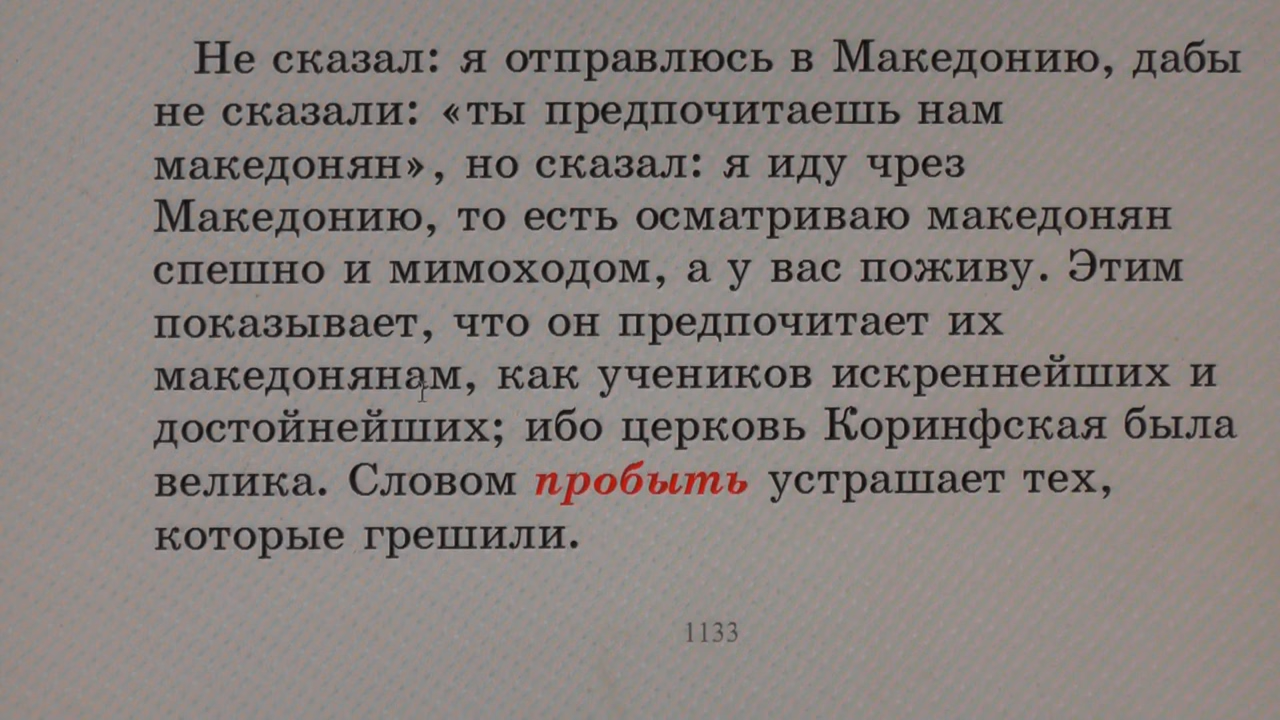 Не сказал: я отправлюсь в Македонию, дабы
не сказали: «ты предпочитаешь нам
македонян», но сказал: я иду чрез
Македонию, то есть осматриваю македонян
спешно и мимоходом, а у вас поживу. Этим
показывает, что он предпочитает их
македонянам, как учеников искреннейших и
достойнейших; ибо церковь Коринфская была
велика. Словом пробыть устрашает тех,
которые грешили.
1133